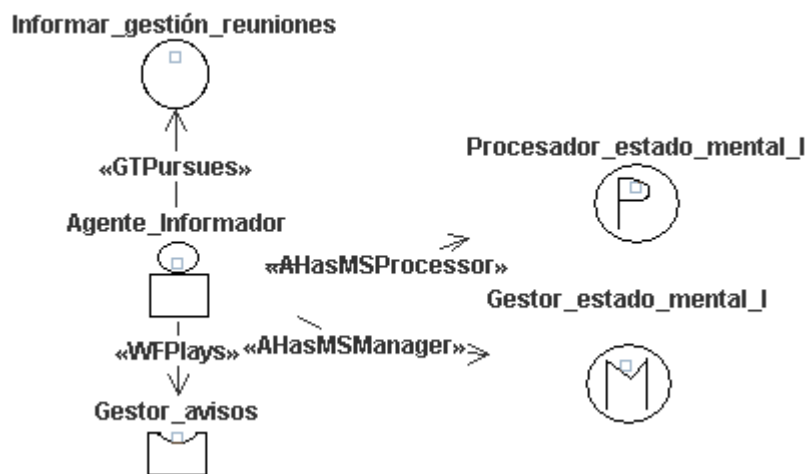 Informar_gestión_reuniones
«GTPursues»
Procesador_estado_mental_I
Agente_Informador
«AHasMSProcessor»
Gestor_estado_mental_I
«WFPlays»
«AHasMSManager»
Gestor_avisos
P
M